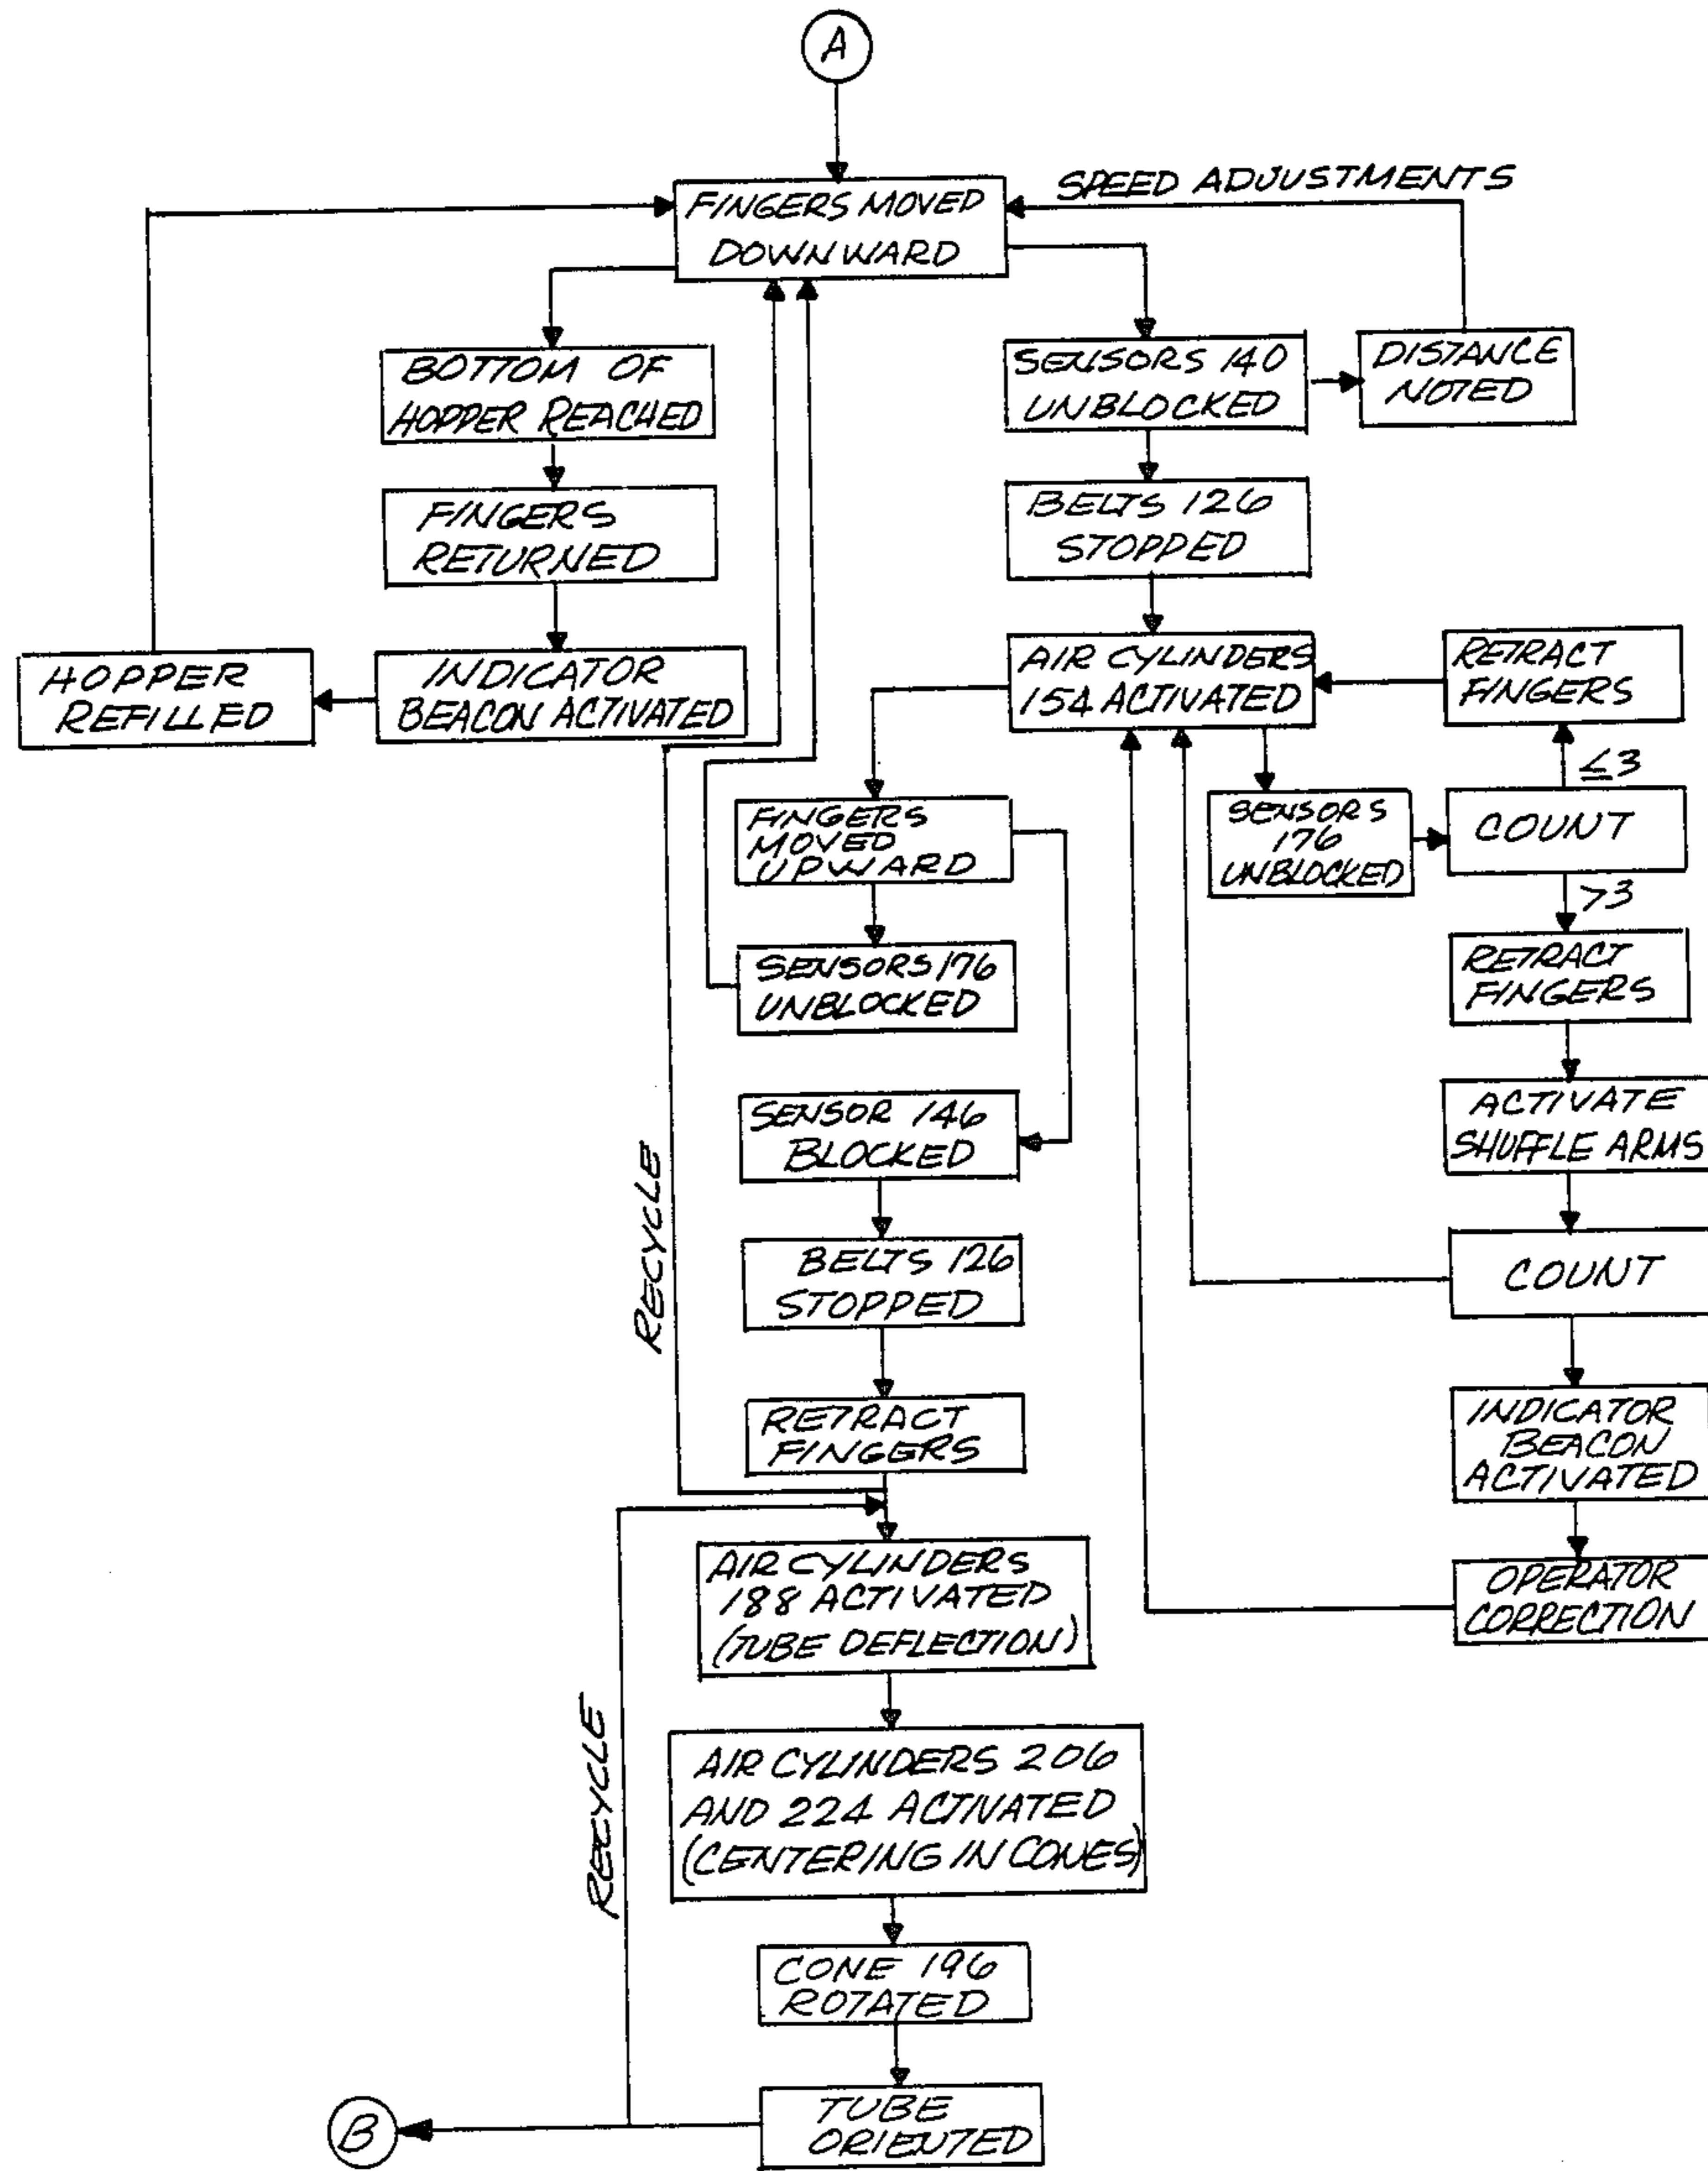 A
SPEED ADJUSTMENTS
FINGERS MOVED
DOWNWARD
BOTTOM OF
HOPPER REACHED
SENSORS 140
UNBLOCKED
DISTANCE
NOTED
FINGERS
RETURNED
BELTS 126
STOPPED
HOPPER
REFILLED
INDICATOR
BEACON ACTIVATED
AIR CYLINDERS
154 ACTIVATED
RETRACT
FINGERS
≤3
FINGERS
MOVED
UPWARD
SENSORS
176
UNBLOCKED
COUNT
>3
SENSORS 176
UNBLOCKED
RETRACT
FINGERS
SENSOR 146
BLOCKED
ACTIVATE
SHUFFLE ARMS
RECYCLE
BELTS 126
STOPPED
COUNT
RETRACT
FINGERS
INDICATOR
BEACON
ACTIVATED
AIR CYLINDERS
188 ACTIVATED
(TUBE DEFLECTION)
OPERATOR
CORRECTION
RECYCLE
AIR CYLINDERS 206
AND 224 ACTIVATED
(CENTERING IN CONES)
CONE 196
ROTATED
TUBE
ORIENTED
B